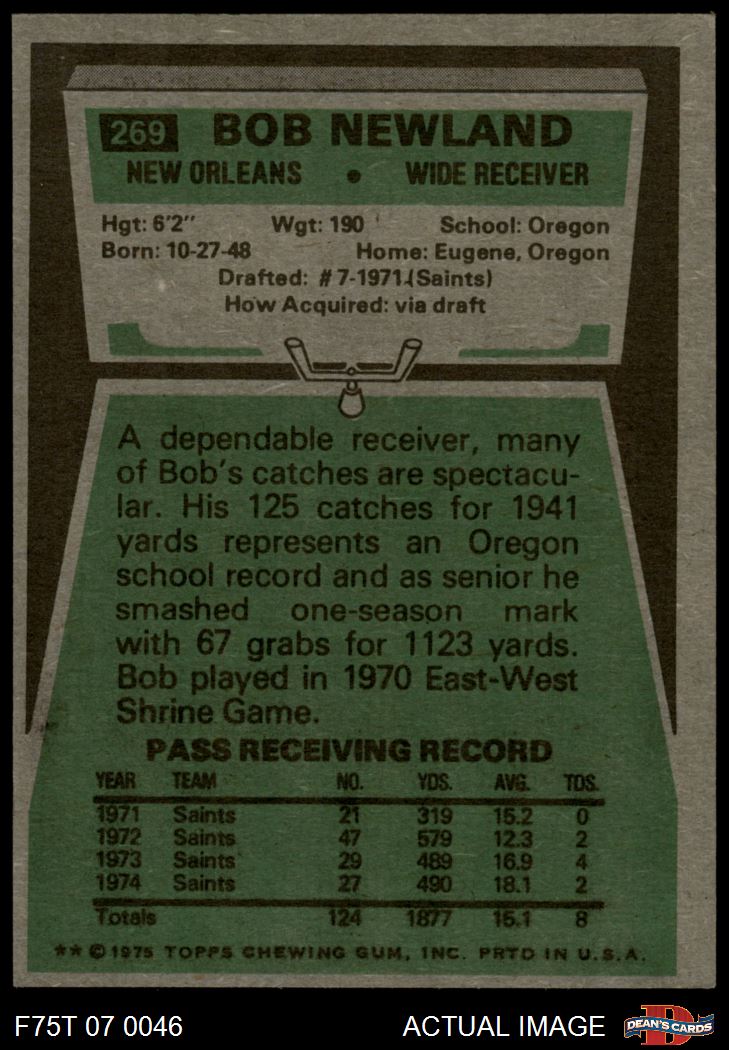 269 BOB NEWLAND
NEW ORLEANS • WIDE RECEIVER
Hgt: 6'2" Wgt: 190 School: Oregon
Born: 10-27-48 Home: Eugene, Oregon
Drafted: #7-1971 (Saints)
How Acquired: via draft
A dependable receiver, many
of Bob's catches are spectacu-
lar. His 125 catches for 1941
yards represents an Oregon
school record and as senior he
smashed one-season mark
with 67 grabs for 1123 yards.
Bob played in 1970 East-West
Shrine Game.
PASS RECEIVING RECORD
YEAR TEAM NO. YDS. AVG. TDS.
1971 Saints 21 319 15.2 0
1972 Saints 47 579 12.3 2
1973 Saints 29 489 16.9 4
1974 Saints 27 490 18.1 2
Totals 124 1877 15.1 8
** © 1975 TOPPS CHEWING GUM, INC. PRTD IN U.S.A.
F75T 07 0046 ACTUAL IMAGE D DEAN'S CARDS